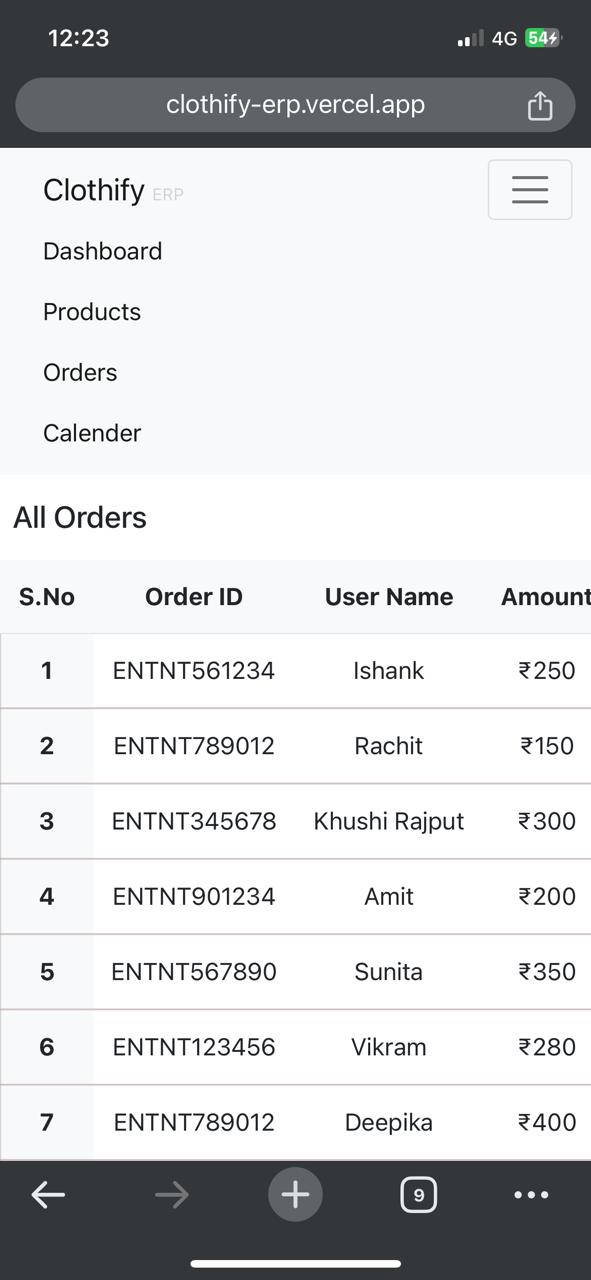 12:23 4G 54
clothify-erp.vercel.app
Clothify ERP
Dashboard
Products
Orders
Calender
All Orders
S.No Order ID User Name Amount
1 ENTNT561234 Ishank ₹250
2 ENTNT789012 Rachit ₹150
3 ENTNT345678 Khushi Rajput ₹300
4 ENTNT901234 Amit ₹200
5 ENTNT567890 Sunita ₹350
6 ENTNT123456 Vikram ₹280
7 ENTNT789012 Deepika ₹400
9